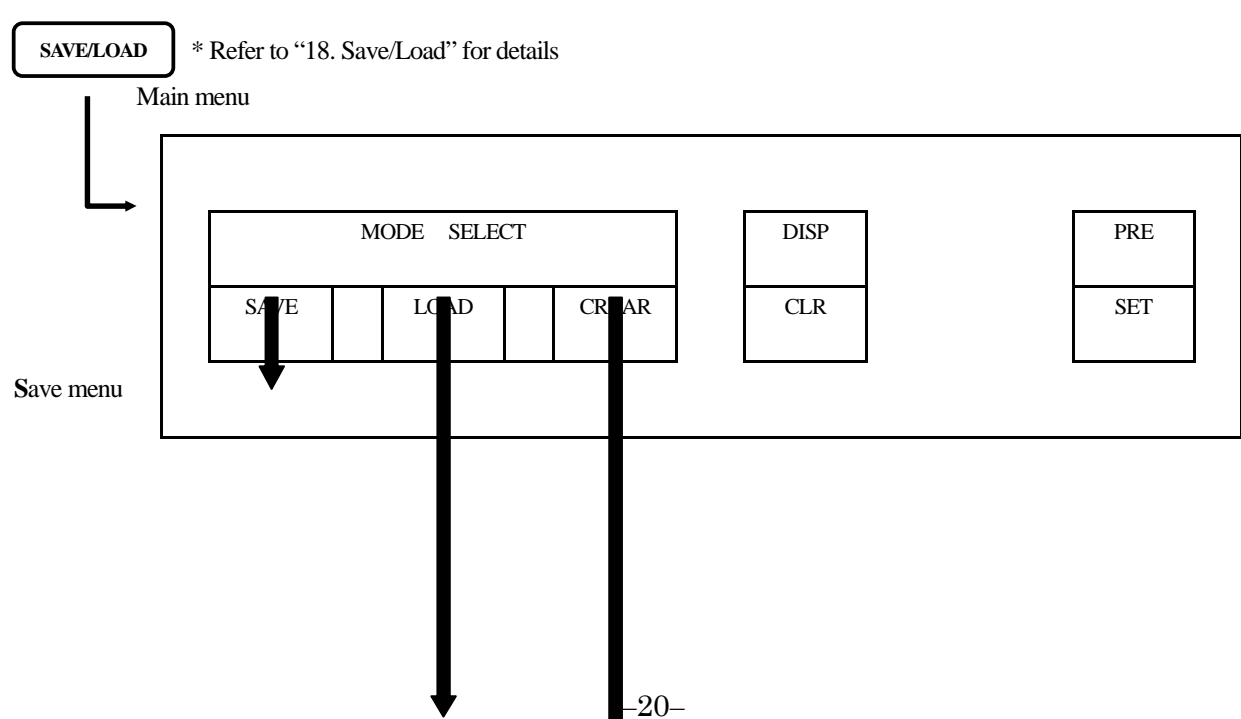 SAVE/LOAD * Refer to “18. Save/Load” for details
Main menu
MODE SELECT DISP PRE
SAVE LOAD CREAR CLR SET
Save menu
–20–